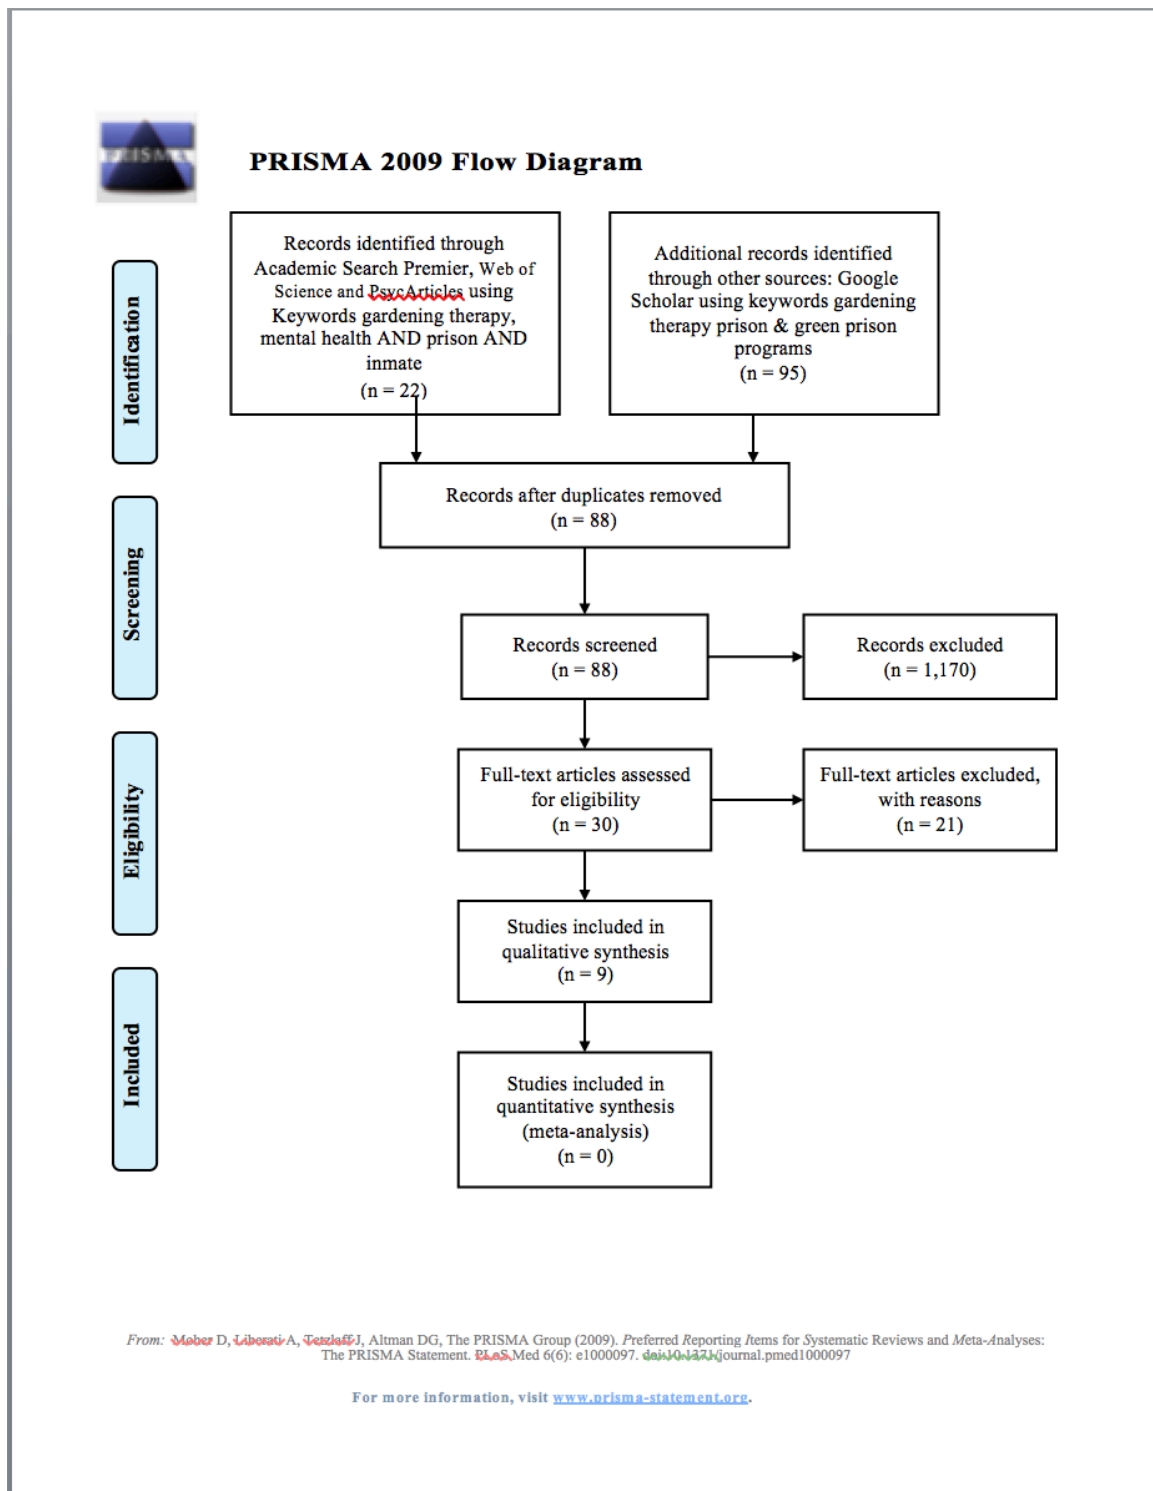 PRISMA
PRISMA 2009 Flow Diagram
Identification
Records identified through
Academic Search Premier, Web of
Science and PsycArticles using
Keywords gardening therapy,
mental health AND prison AND
inmate
(n = 22)
Additional records identified
through other sources: Google
Scholar using keywords gardening
therapy prison & green prison
programs
(n = 95)
Records after duplicates removed
(n = 88)
Screening
Records screened
(n = 88)
Records excluded
(n = 1,170)
Eligibility
Full-text articles assessed
for eligibility
(n = 30)
Full-text articles excluded,
with reasons
(n = 21)
Studies included in
qualitative synthesis
(n = 9)
Included
Studies included in
quantitative synthesis
(meta-analysis)
(n = 0)
From: Moher D, Liberati A, Tetzlaff J, Altman DG, The PRISMA Group (2009). Preferred Reporting Items for Systematic Reviews and Meta-Analyses:
The PRISMA Statement. PLoS Med 6(6): e1000097. doi:10.1371/journal.pmed1000097
For more information, visit www.prisma-statement.org.